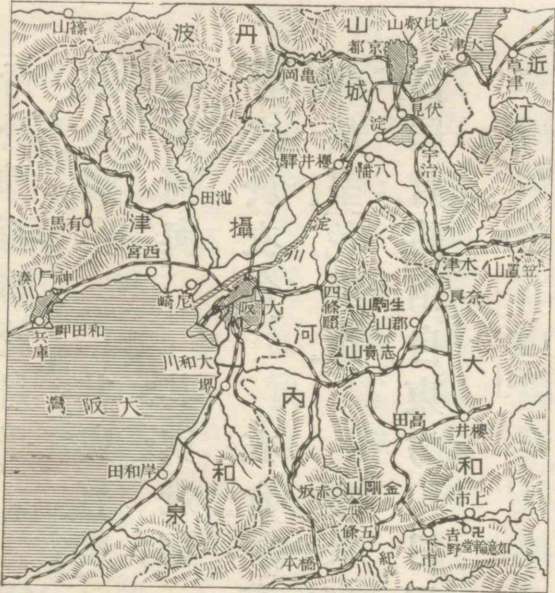 篠山
丹波
山城
京都
比叡山
大津
近江
草津
亀岡
伏見
淀
宇治
櫻井驛
八幡
池田
有馬
攝津
淀川
西宮
尼崎
神戸
湊川
兵庫
和田岬
大阪
四條畷
木津
笠置山
奈良
生駒山
郡山
志貴山
河内
大和
大和川
堺
大阪灣
高田
櫻井
岸和田
和泉
赤坂
金剛山
上市
吉野
如意輪堂
五條
橋本
紀
市